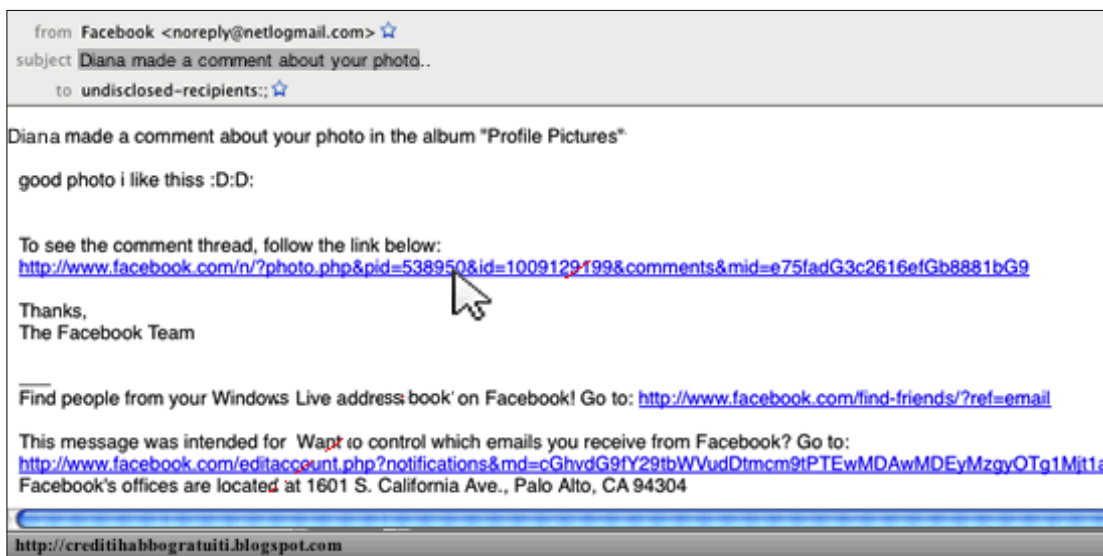 from Facebook <noreply@netlogmail.com>
subject Diana made a comment about your photo..
to undisclosed-recipients:;
Diana made a comment about your photo in the album "Profile Pictures"
good photo i like thiss :D:D:
To see the comment thread, follow the link below:
http://www.facebook.com/n/?photo.php&pid=538950&id=1009129199&comments&mid=e75fadG3c2616efGb8881bG9
Thanks,
The Facebook Team
Find people from your Windows Live address book on Facebook! Go to: http://www.facebook.com/find-friends/?ref=email
This message was intended for Want to control which emails you receive from Facebook? Go to:
http://www.facebook.com/editaccount.php?notifications&md=cGhvdG9fY29tbWVudDtmcm9tPTEwMDAwMDEyMzgyOTg1Mjt1a
Facebook's offices are located at 1601 S. California Ave., Palo Alto, CA 94304
http://creditihabbogratuiti.blogspot.com